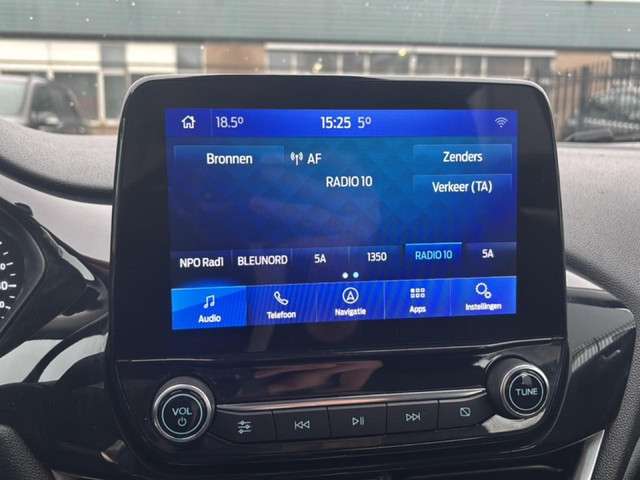 18.5° 15:25 5°
Bronnen AF Zenders
RADIO 10
Verkeer (TA)
NPO Rad1 BLEUNORD 5A 1350 RADIO 10 5A
Audio Telefoon Navigatie Apps Instellingen
VOL TUNE